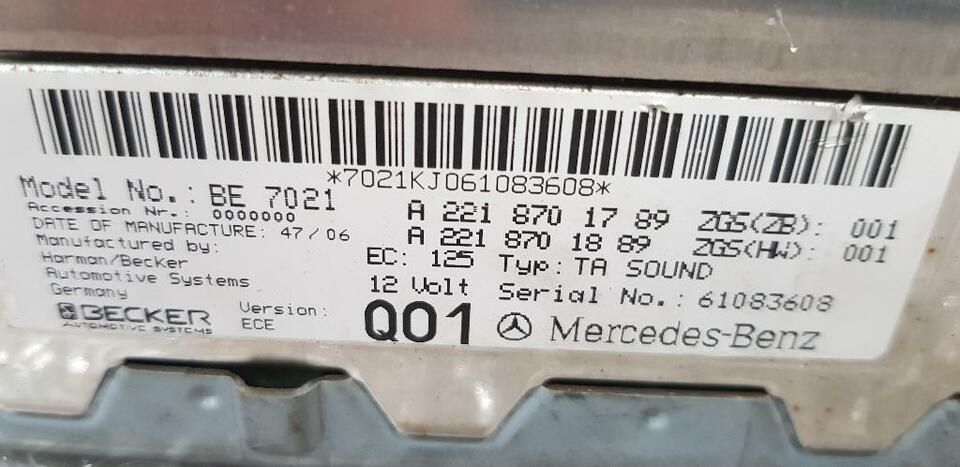 *7021KJ061083608*
Model No.: BE 7021
Accession Nr.: 0000000
DATE OF MANUFACTURE: 47/06
Manufactured by:
Harman/Becker
Automotive Systems
Germany
BECKER
AUTOMOTIVE SYSTEMS
Version:
ECE
A 221 870 17 89 ZGS(ZB): 001
A 221 870 18 89 ZGS(HW): 001
EC: 125 Typ: TA SOUND
12 Volt Serial No.: 61083608
Q01 Mercedes-Benz